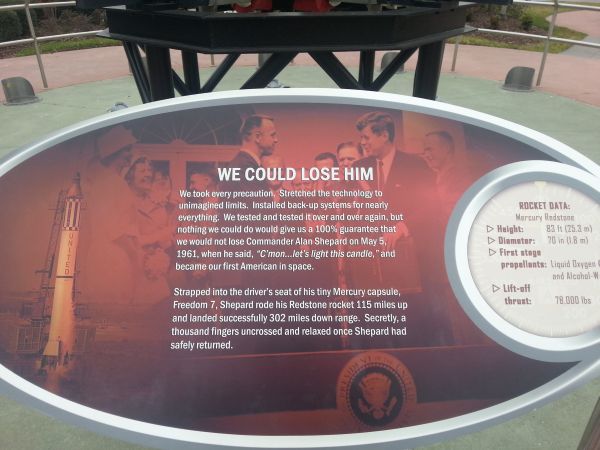 WE COULD LOSE HIM
We took every precaution. Stretched the technology to
unimagined limits. Installed back-up systems for nearly
everything. We tested and tested it over and over again, but
nothing we could do would give us a 100% guarantee that
we would not lose Commander Alan Shepard on May 5,
1961, when he said, "C'mon...let's light this candle," and
became our first American in space.
Strapped into the driver's seat of his tiny Mercury capsule,
Freedom 7, Shepard rode his Redstone rocket 115 miles up
and landed successfully 302 miles down range. Secretly, a
thousand fingers uncrossed and relaxed once Shepard had
safely returned.
ROCKET DATA:
Mercury Redstone
Height: 83 ft (25.3 m)
Diameter: 70 in (1.8 m)
First stage
propellants: Liquid Oxygen
and Alcohol-W
Lift-off
thrust: 78,000 lbs
UNITED